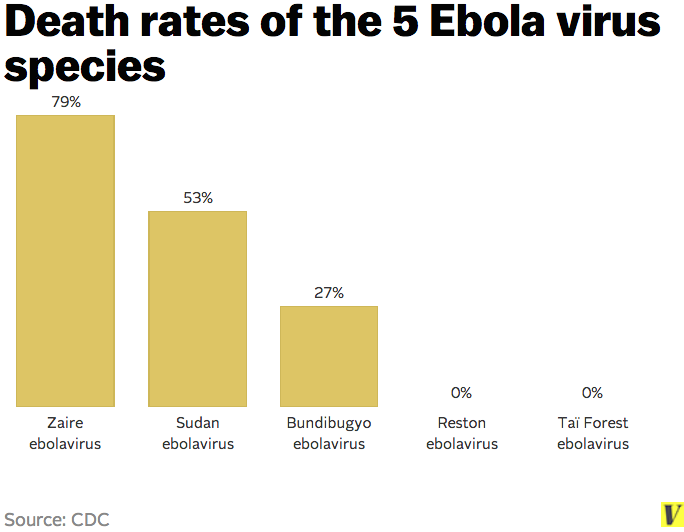 Death rates of the 5 Ebola virus
species
79%
53%
27%
0%
0%
Zaire
ebolavirus
Sudan
ebolavirus
Bundibugyo
ebolavirus
Reston
ebolavirus
Taï Forest
ebolavirus
Source: CDC
V